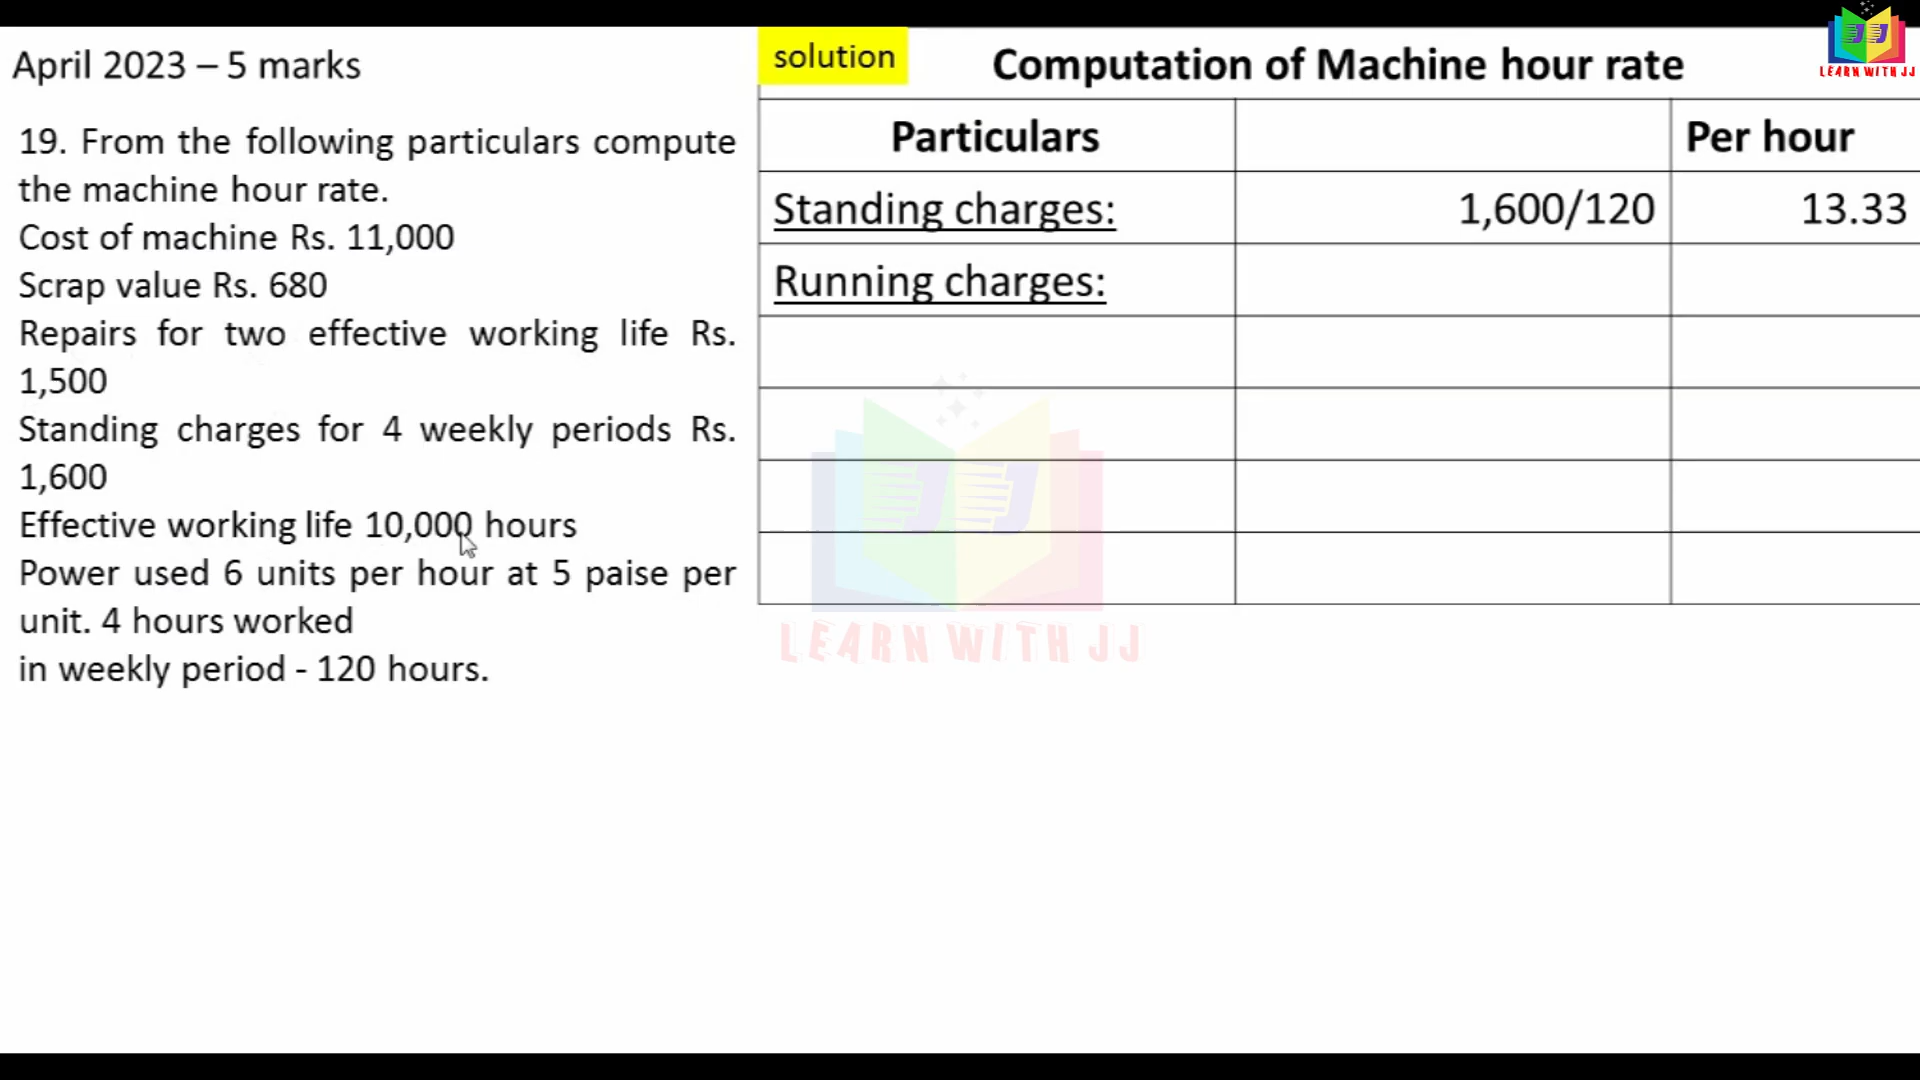 April 2023 – 5 marks
19. From the following particulars compute
the machine hour rate.
Cost of machine Rs. 11,000
Scrap value Rs. 680
Repairs for two effective working life Rs.
1,500
Standing charges for 4 weekly periods Rs.
1,600
Effective working life 10,000 hours
Power used 6 units per hour at 5 paise per
unit. 4 hours worked
in weekly period - 120 hours.
solution
Computation of Machine hour rate
Particulars Per hour
Standing charges: 1,600/120 13.33
Running charges:
JJ
LEARN WITH JJ
JJ
LEARN WITH JJ